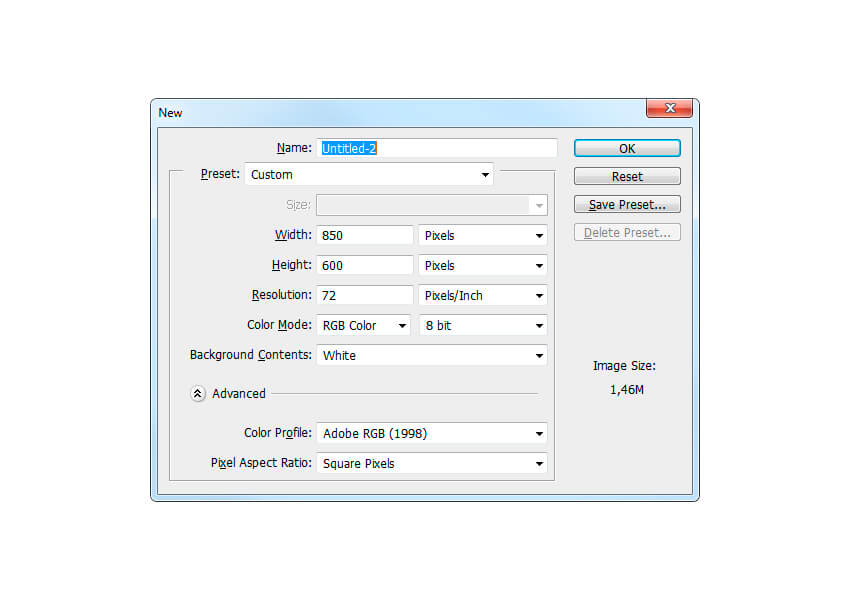 New
Name: Untitled-2
OK
Preset: Custom
Reset
Size:
Save Preset...
Width: 850 Pixels
Delete Preset...
Height: 600 Pixels
Resolution: 72 Pixels/Inch
Color Mode: RGB Color 8 bit
Background Contents: White
Image Size:
1,46M
Advanced
Color Profile: Adobe RGB (1998)
Pixel Aspect Ratio: Square Pixels